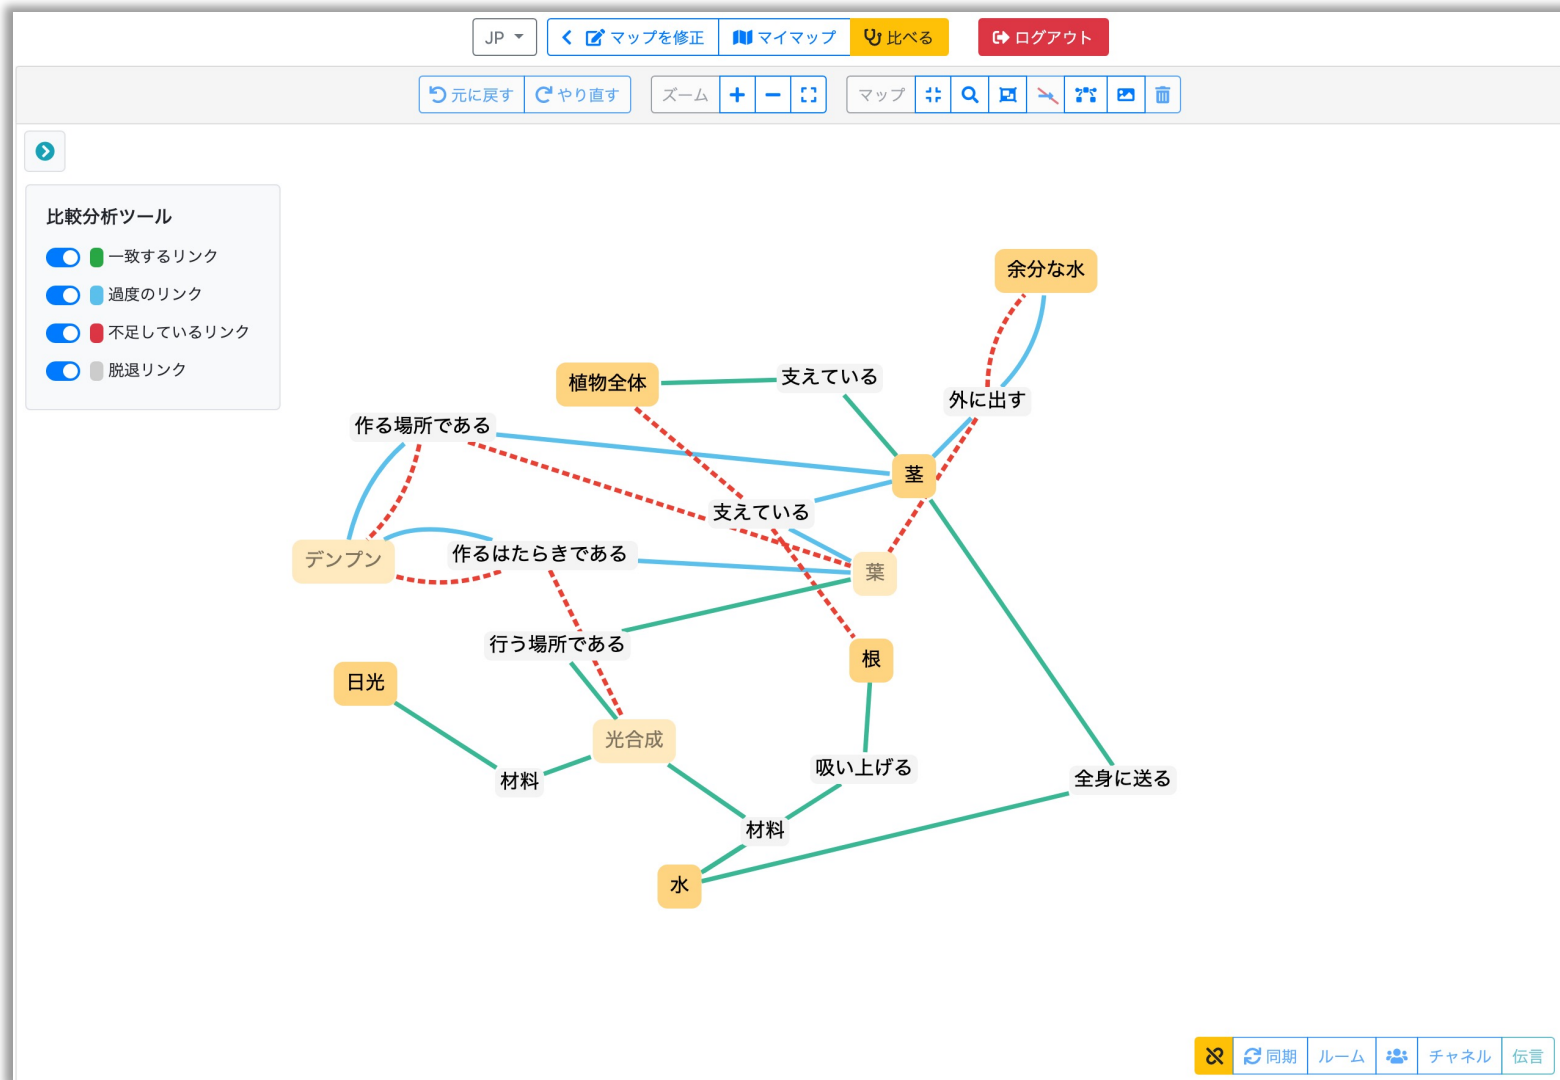 JP マップを修正 マイマップ 比べる ログアウト
元に戻す やり直す ズーム マップ
比較分析ツール
一致するリンク
過度のリンク
不足しているリンク
脱退リンク
余分な水
植物全体
支えている
外に出す
作る場所である
茎
支えている
デンプン
作るはたらきである
葉
行う場所である
根
日光
光合成
吸い上げる
材料
全身に送る
材料
水
同期 ルーム チャネル 伝言